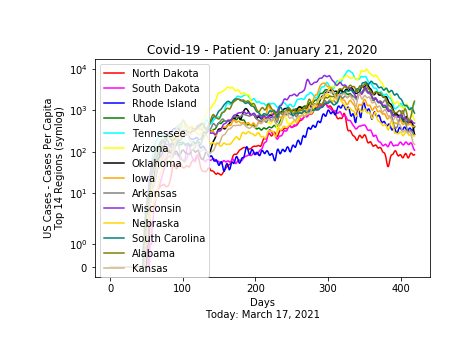 Covid-19 - Patient 0: January 21, 2020
US Cases - Cases Per Capita
Top 14 Regions (symlog)
10^4
10^3
10^2
10^1
10^0
0
North Dakota
South Dakota
Rhode Island
Utah
Tennessee
Arizona
Oklahoma
Iowa
Arkansas
Wisconsin
Nebraska
South Carolina
Alabama
Kansas
0 100 200 300 400
Days
Today: March 17, 2021